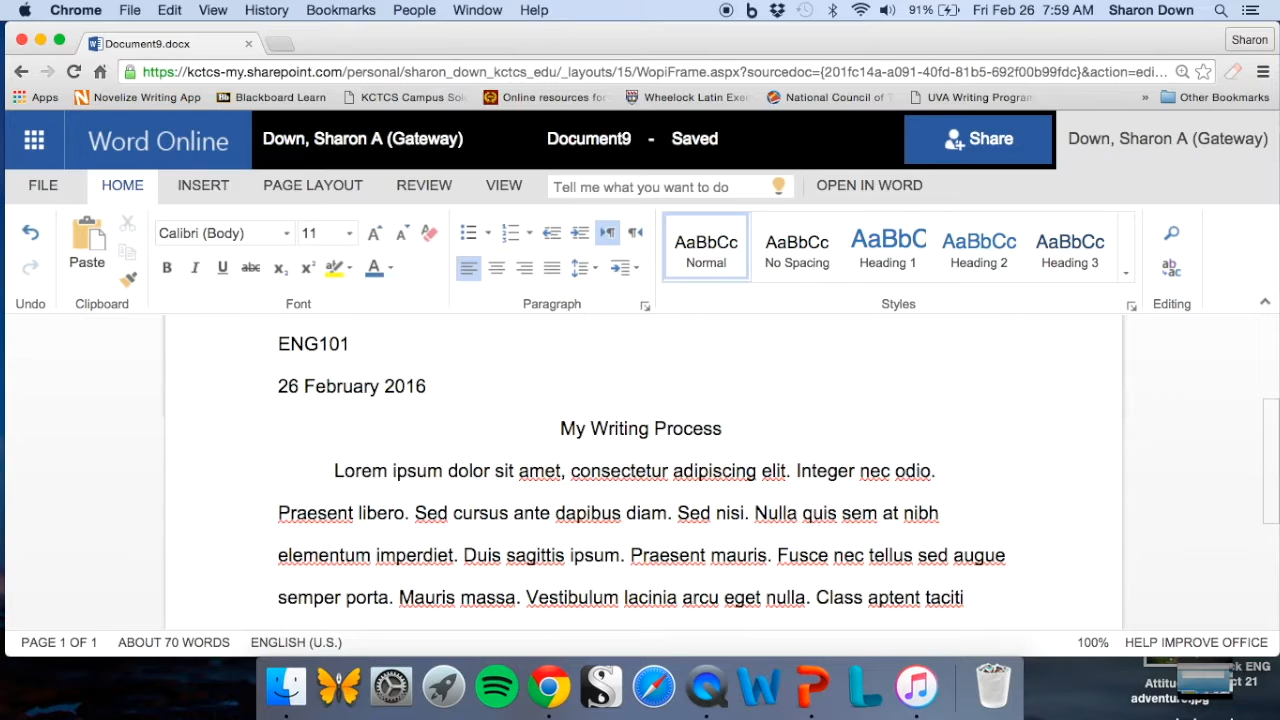 Chrome File Edit View History Bookmarks People Window Help 91% Fri Feb 26 7:59 AM Sharon Down
Document9.docx Sharon
https://kctcs-my.sharepoint.com/personal/sharon_down_kctcs_edu/_layouts/15/WopiFrame.aspx?sourcedoc={201fc14a-a091-40fd-81b5-692f00b99fdc}&action=edi...
Apps Novelize Writing App Blackboard Learn KCTCS Campus Sol Online resources for Wheelock Latin Exe National Council of UVA Writing Program » Other Bookmarks
Word Online Down, Sharon A (Gateway) Document9 - Saved Share Down, Sharon A (Gateway)
FILE HOME INSERT PAGE LAYOUT REVIEW VIEW Tell me what you want to do OPEN IN WORD
Calibri (Body) 11 AaBbCc AaBbCc AaBbC AaBbCc AaBbCc
Paste B I U abc x₂ x² A Normal No Spacing Heading 1 Heading 2 Heading 3
Undo Clipboard Font Paragraph Styles Editing
ENG101
26 February 2016
My Writing Process
Lorem ipsum dolor sit amet, consectetur adipiscing elit. Integer nec odio.
Praesent libero. Sed cursus ante dapibus diam. Sed nisi. Nulla quis sem at nibh
elementum imperdiet. Duis sagittis ipsum. Praesent mauris. Fusce nec tellus sed augue
semper porta. Mauris massa. Vestibulum lacinia arcu eget nulla. Class aptent taciti
PAGE 1 OF 1 ABOUT 70 WORDS ENGLISH (U.S.) 100% HELP IMPROVE OFFICE